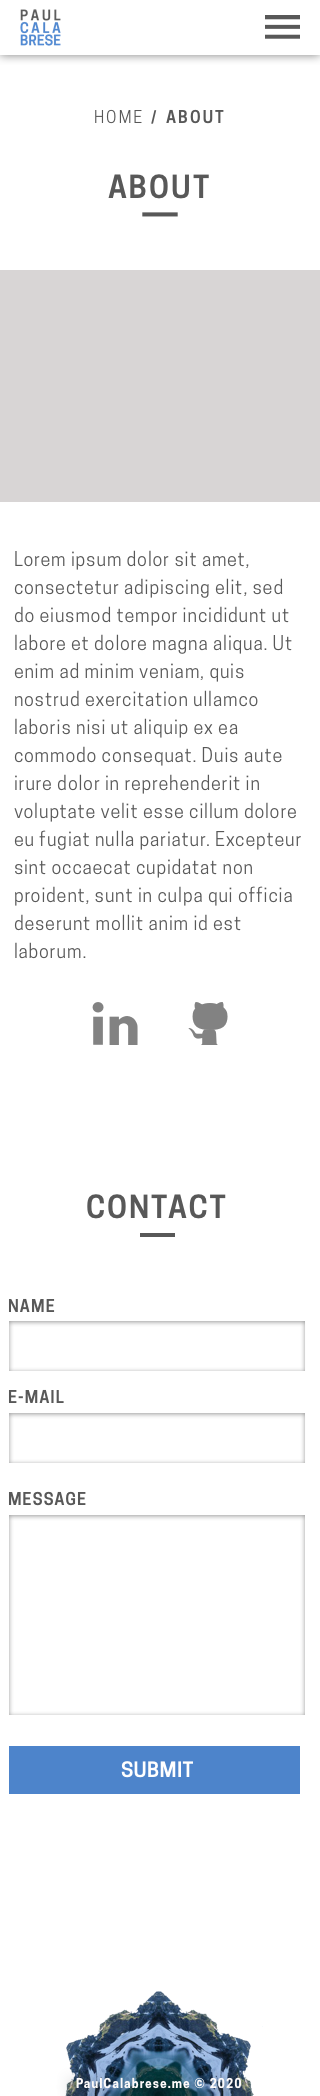 PAUL
CALA
BRESE
HOME / ABOUT
ABOUT
Lorem ipsum dolor sit amet,
consectetur adipiscing elit, sed
do eiusmod tempor incididunt ut
labore et dolore magna aliqua. Ut
enim ad minim veniam, quis
nostrud exercitation ullamco
laboris nisi ut aliquip ex ea
commodo consequat. Duis aute
irure dolor in reprehenderit in
voluptate velit esse cillum dolore
eu fugiat nulla pariatur. Excepteur
sint occaecat cupidatat non
proident, sunt in culpa qui officia
deserunt mollit anim id est
laborum.
in
CONTACT
NAME
E-MAIL
MESSAGE
SUBMIT
PaulCalabrese.me © 2020